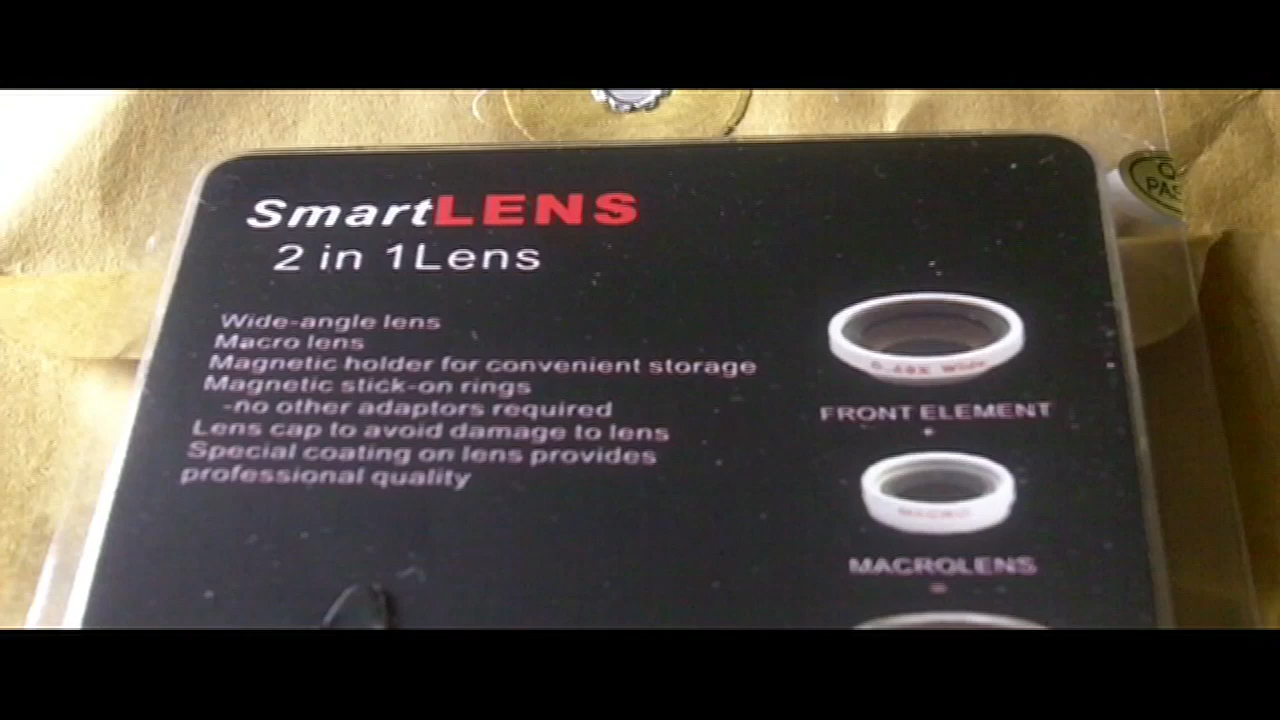 SmartLENS
2 in 1Lens
Wide-angle lens
Macro lens
Magnetic holder for convenient storage
Magnetic stick-on rings
-no other adaptors required
Lens cap to avoid damage to lens
Special coating on lens provides
professional quality
FRONT ELEMENT
+
MACRO
MACROLENS
=